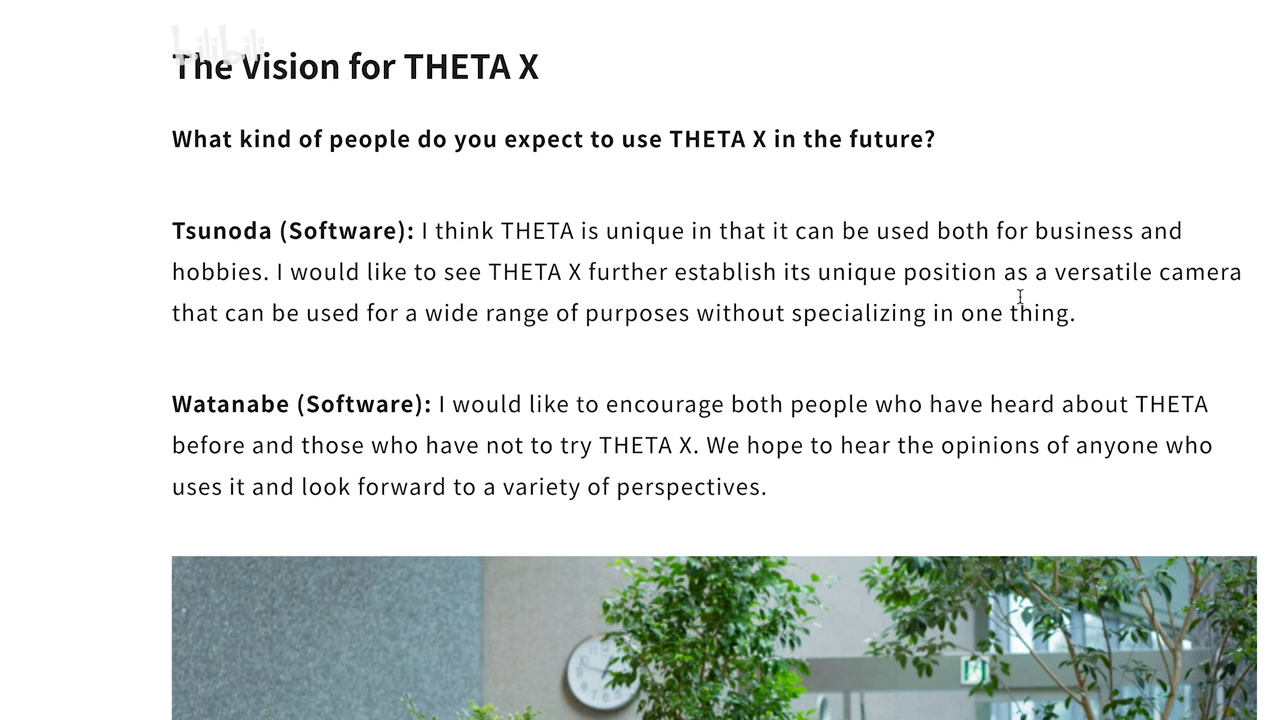 bilibili
The Vision for THETA X
What kind of people do you expect to use THETA X in the future?
Tsunoda (Software): I think THETA is unique in that it can be used both for business and
hobbies. I would like to see THETA X further establish its unique position as a versatile camera
that can be used for a wide range of purposes without specializing in one thing.
Watanabe (Software): I would like to encourage both people who have heard about THETA
before and those who have not to try THETA X. We hope to hear the opinions of anyone who
uses it and look forward to a variety of perspectives.